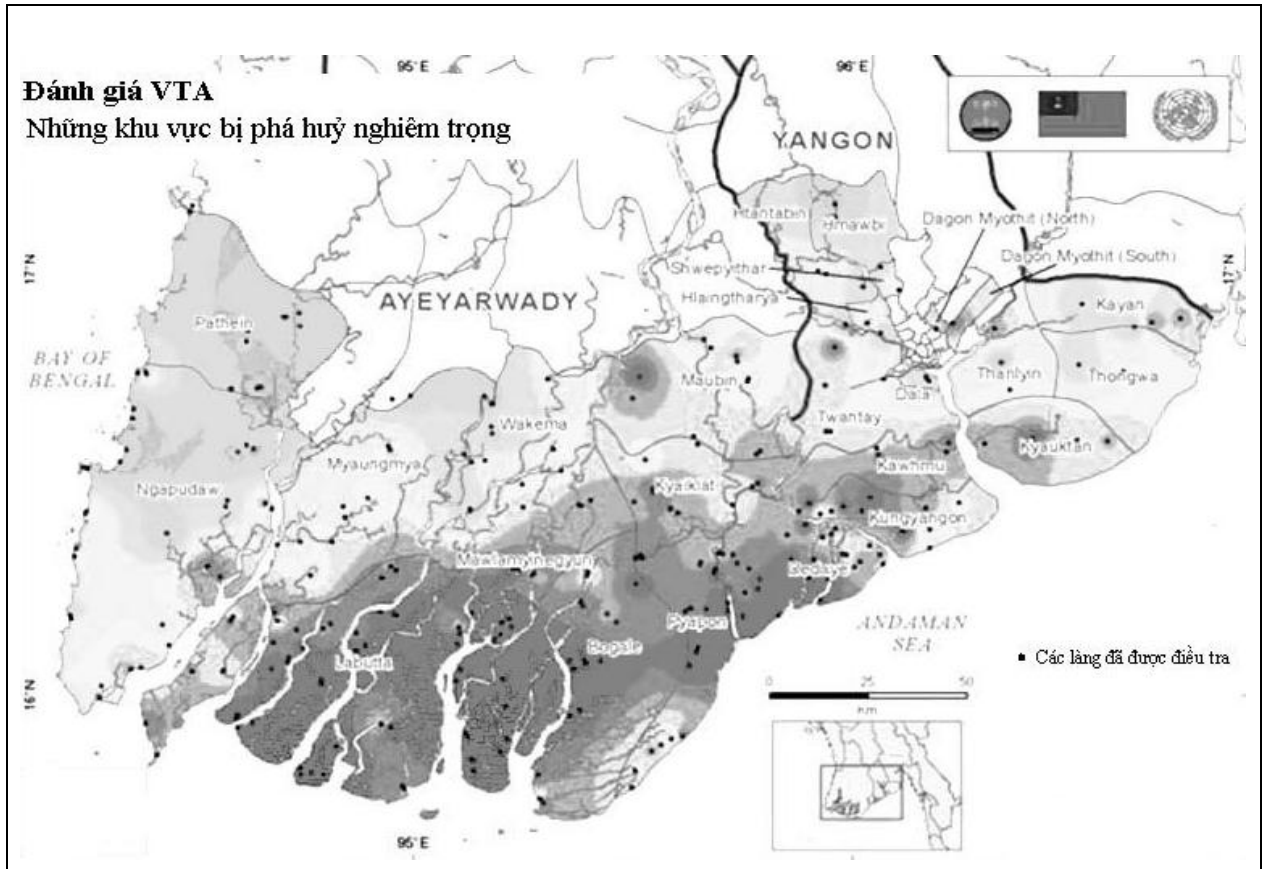 Đánh giá VTA
Những khu vực bị phá huỷ nghiêm trọng
95° E
96° E
YANGON
Htantabin
Hmawbi
Dagon Myothit (North)
Dagon Myothit (South)
17° N
17° N
Shwepyithar
Hlaingtharya
AYEYARWADY
Kayan
Pathein
BAY OF
BENGAL
Maubin
Thanlyin
Thongwa
Dala
Twantay
Wakema
Kyauktan
Myaungmya
Kawhmu
Ngapudaw
Kyaiklat
Kungyangon
Mawlamyinegyun
Dedaye
Pyapon
ANDAMAN
SEA
Bogale
Labutta
Các làng đã được điều tra
16° N
0 25 50
Km
95° E